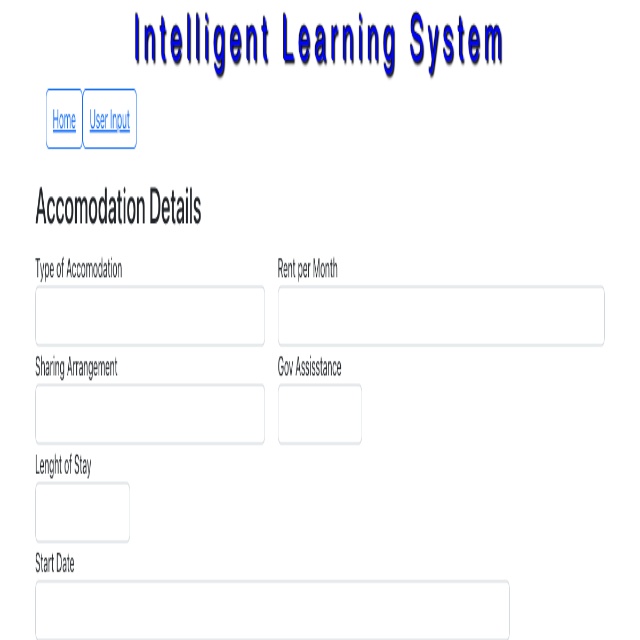 Intelligent Learning System
Home User Input
Accomodation Details
Type of Accomodation Rent per Month
Sharing Arrangement Gov Assisstance
Lenght of Stay
Start Date